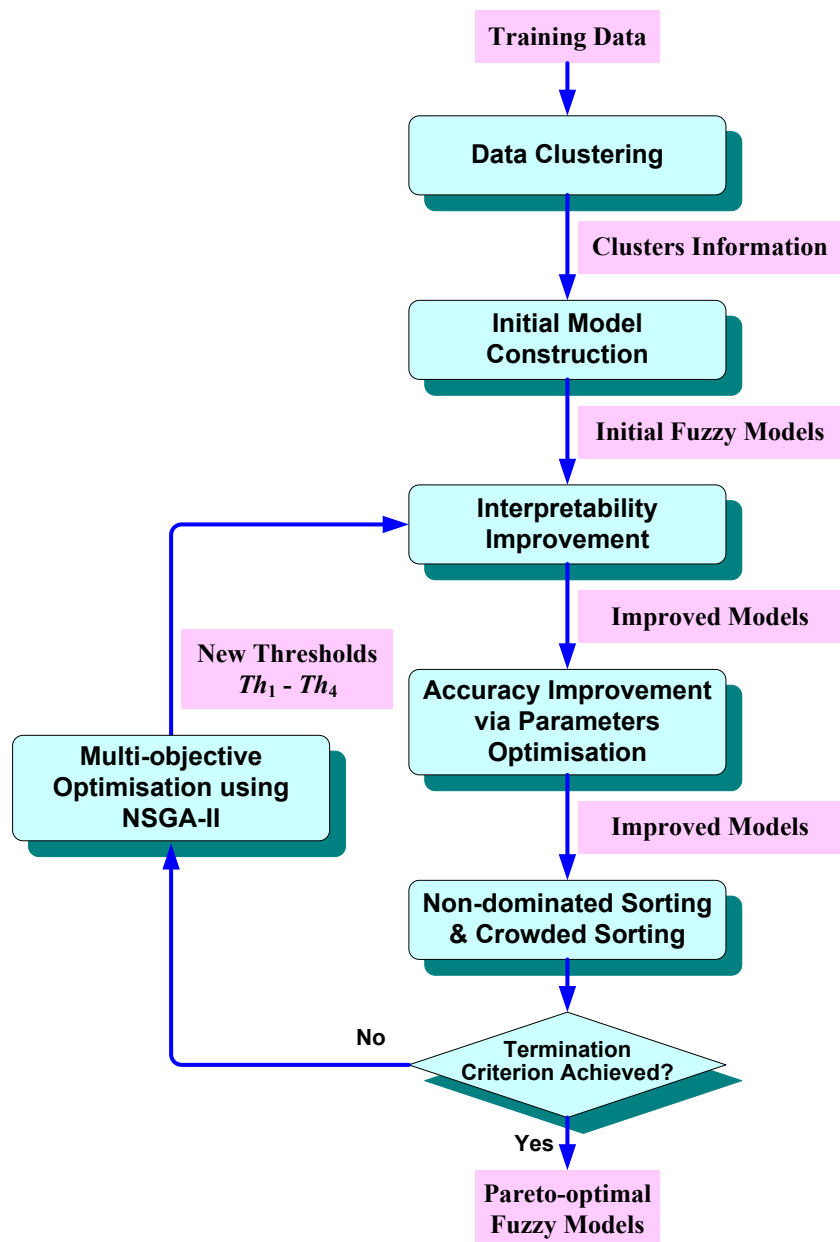 Training Data
Data Clustering
Clusters Information
Initial Model
Construction
Initial Fuzzy Models
Interpretability
Improvement
Improved Models
New Thresholds
Th₁ - Th₄
Accuracy Improvement
via Parameters
Optimisation
Multi-objective
Optimisation using
NSGA-II
Improved Models
Non-dominated Sorting
& Crowded Sorting
No
Termination
Criterion Achieved?
Yes
Pareto-optimal
Fuzzy Models